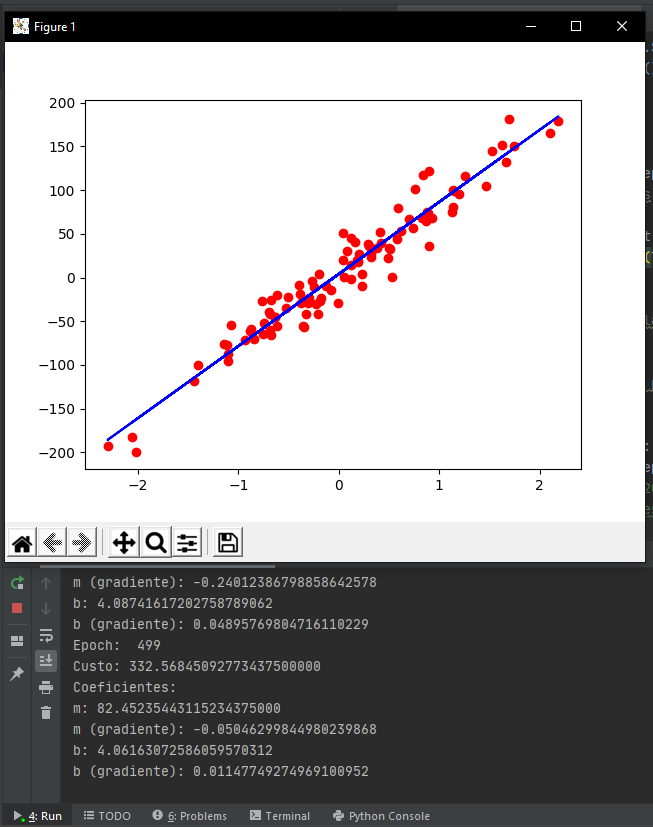 Figure 1
200
150
100
50
0
−50
−100
−150
−200
−2 −1 0 1 2
m (gradiente): -0.24012386798858642578
b: 4.08741617202758789062
b (gradiente): 0.04895769804716110229
Epoch:  499
Custo: 332.56845092773437500000
Coeficientes:
m: 82.45235443115234375000
m (gradiente): -0.05046299844980239868
b: 4.06163072586059570312
b (gradiente): 0.01147749274969100952
4: Run TODO 6: Problems Terminal Python Console